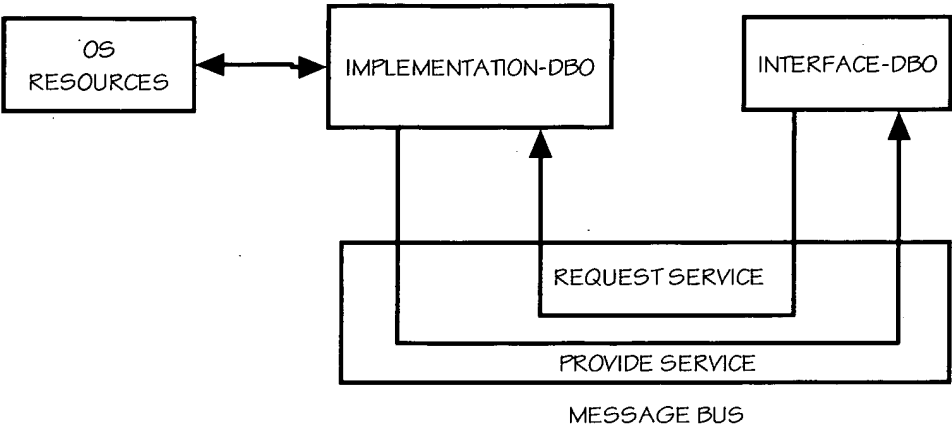 OS
RESOURCES
IMPLEMENTATION-DBO
INTERFACE-DBO
REQUEST SERVICE
PROVIDE SERVICE
MESSAGE BUS